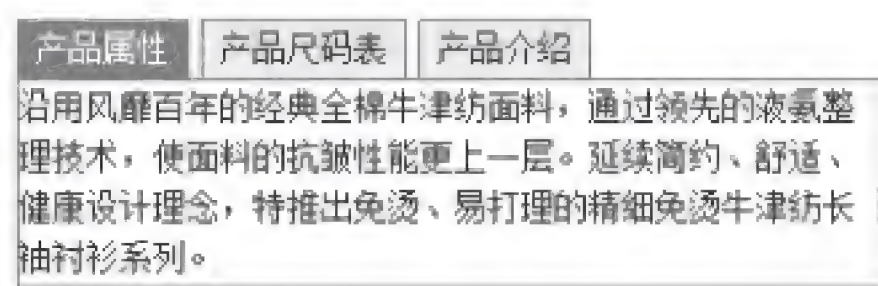 产品属性 产品尺码表 产品介绍
沿用风靡百年的经典全棉牛津纺面料，通过领先的液氨整
理技术，使面料的抗皱性能更上一层。延续简约、舒适、
健康设计理念，特推出免烫、易打理的精细免烫牛津纺长
袖衬衫系列。